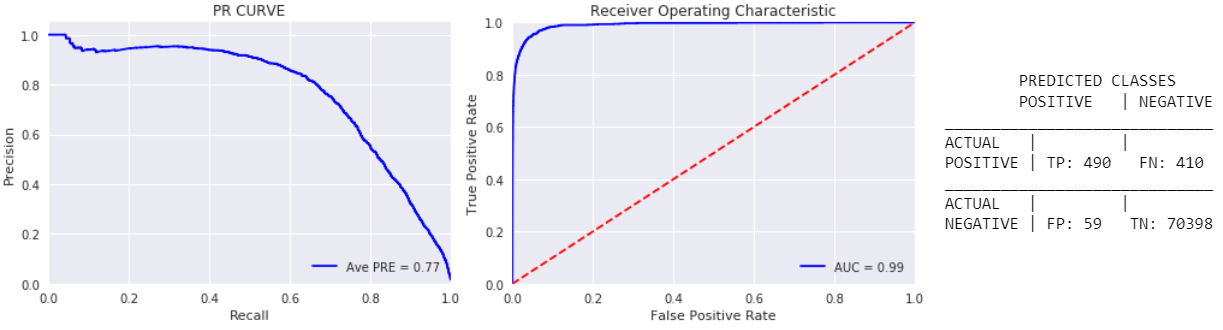 PR CURVE
Precision
1.0
0.8
0.6
0.4
0.2
0.0
Ave PRE = 0.77
0.0 0.2 0.4 0.6 0.8 1.0
Recall
Receiver Operating Characteristic
True Positive Rate
1.0
0.8
0.6
0.4
0.2
0.0
AUC = 0.99
0.0 0.2 0.4 0.6 0.8 1.0
False Positive Rate
PREDICTED CLASSES
POSITIVE | NEGATIVE
ACTUAL | |
POSITIVE | TP: 490 FN: 410
ACTUAL | |
NEGATIVE | FP: 59 TN: 70398